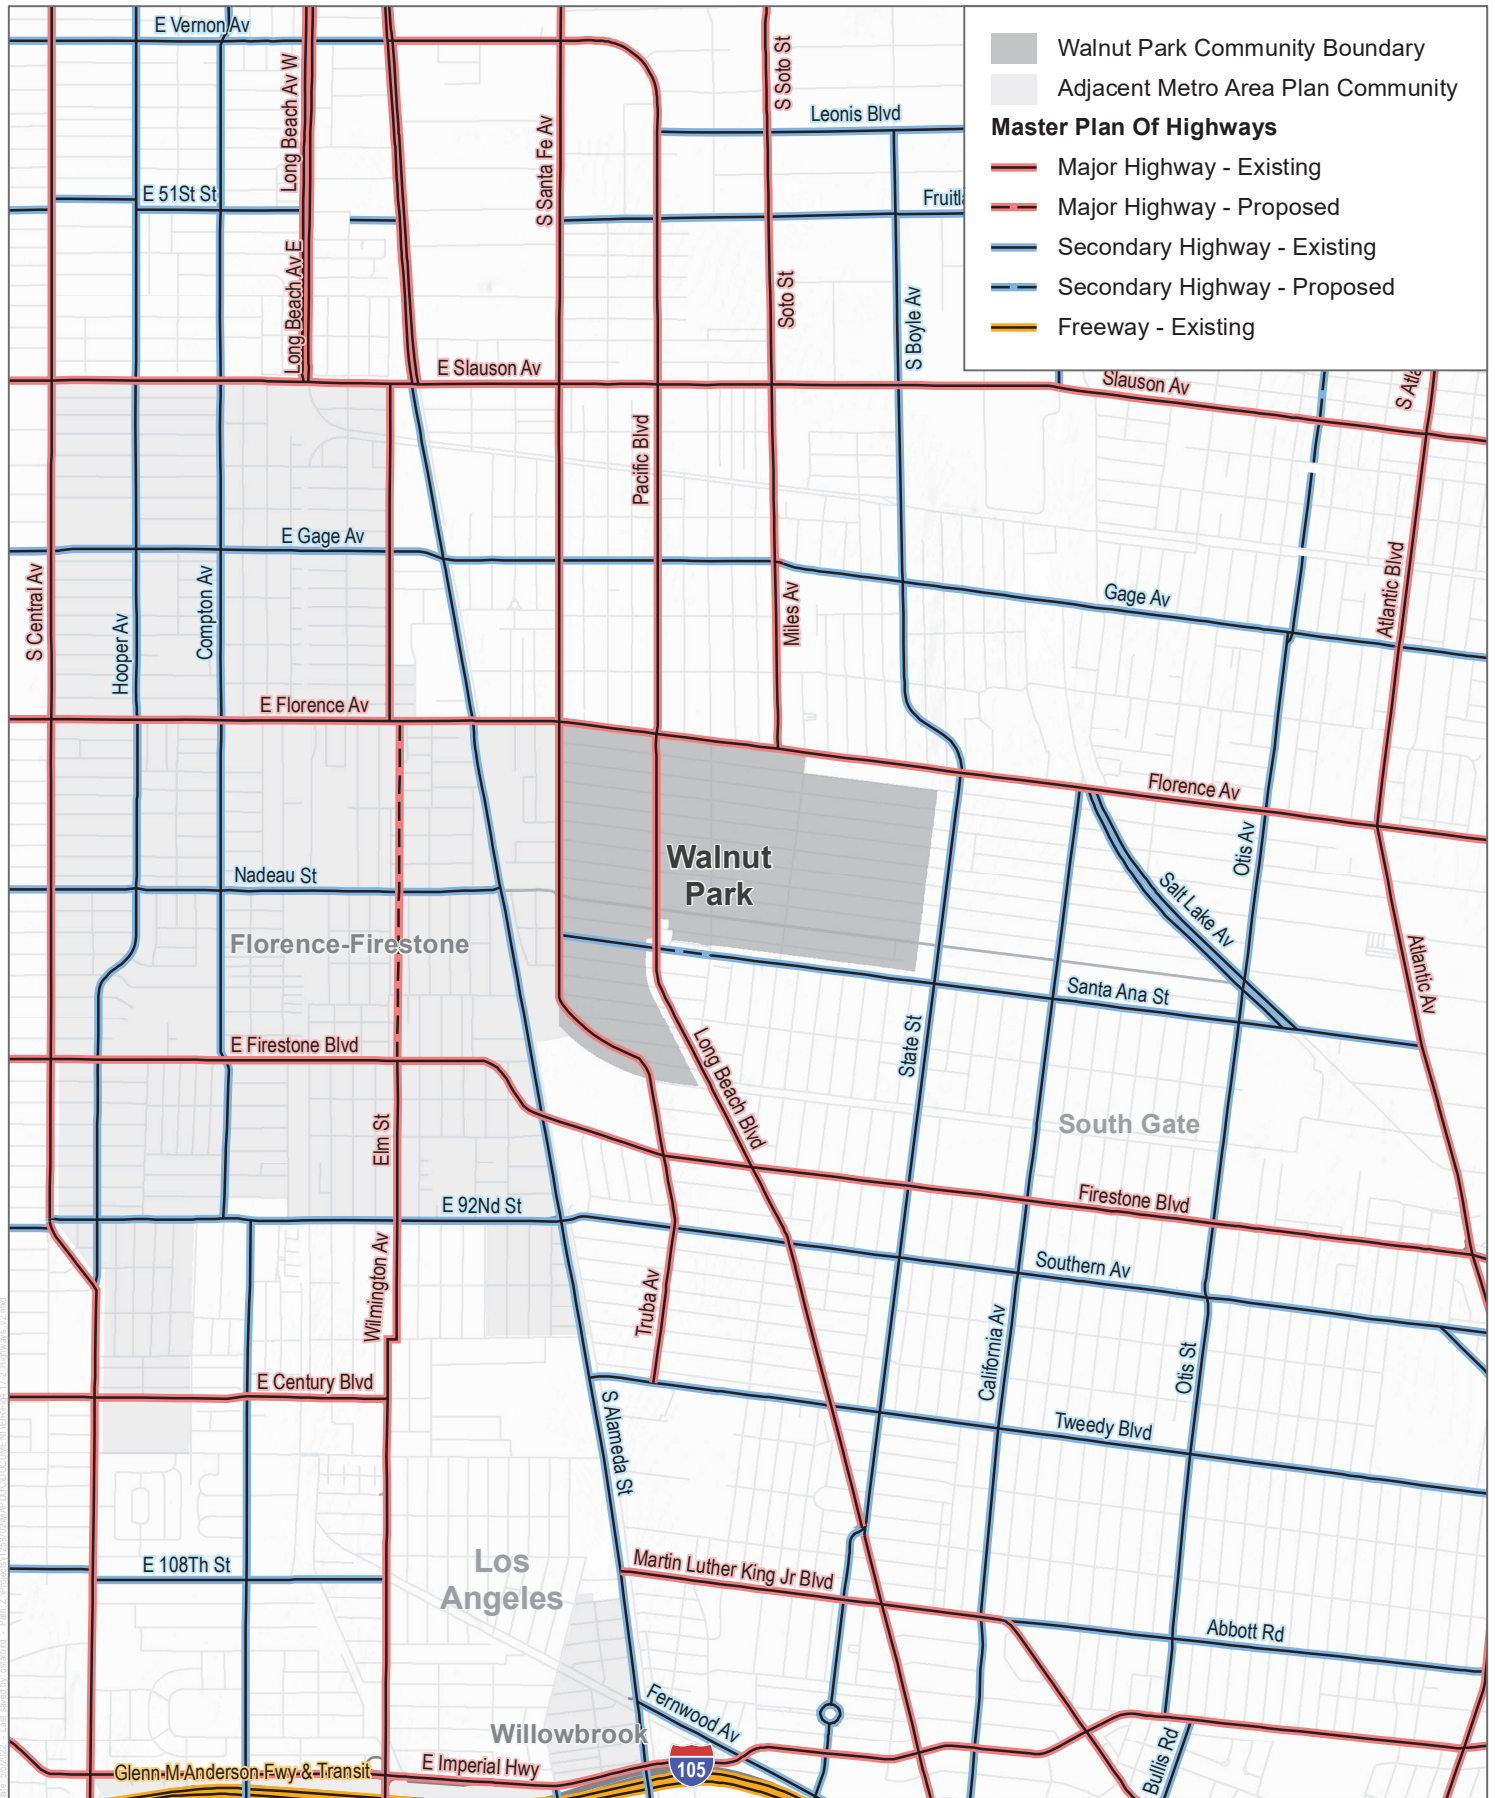 E Vernon Av
Long Beach Av W
S Santa Fe Av
S Soto St
Leonis Blvd
Walnut Park Community Boundary
Adjacent Metro Area Plan Community
Master Plan Of Highways
Major Highway - Existing
Major Highway - Proposed
Secondary Highway - Existing
Secondary Highway - Proposed
Freeway - Existing
E 51St St
Fruitl
Long Beach Av E
Soto St
S Boyle Av
E Slauson Av
Slauson Av
S Atla
Pacific Blvd
E Gage Av
Gage Av
S Central Av
Hooper Av
Compton Av
Miles Av
Atlantic Blvd
E Florence Av
Florence Av
Walnut
Park
Otis Av
Nadeau St
Salt Lake Av
Florence-Firestone
Atlantic Av
Santa Ana St
E Firestone Blvd
State St
Long Beach Blvd
Elm St
South Gate
E 92Nd St
Firestone Blvd
Wilmington Av
Truba Av
Southern Av
California Av
Otis St
E Century Blvd
S Alameda St
Tweedy Blvd
E 108Th St
Los
Angeles
Martin Luther King Jr Blvd
Abbott Rd
Fernwood Av
Willowbrook
Glenn M Anderson Fwy & Transit
E Imperial Hwy
105
Bullis Rd